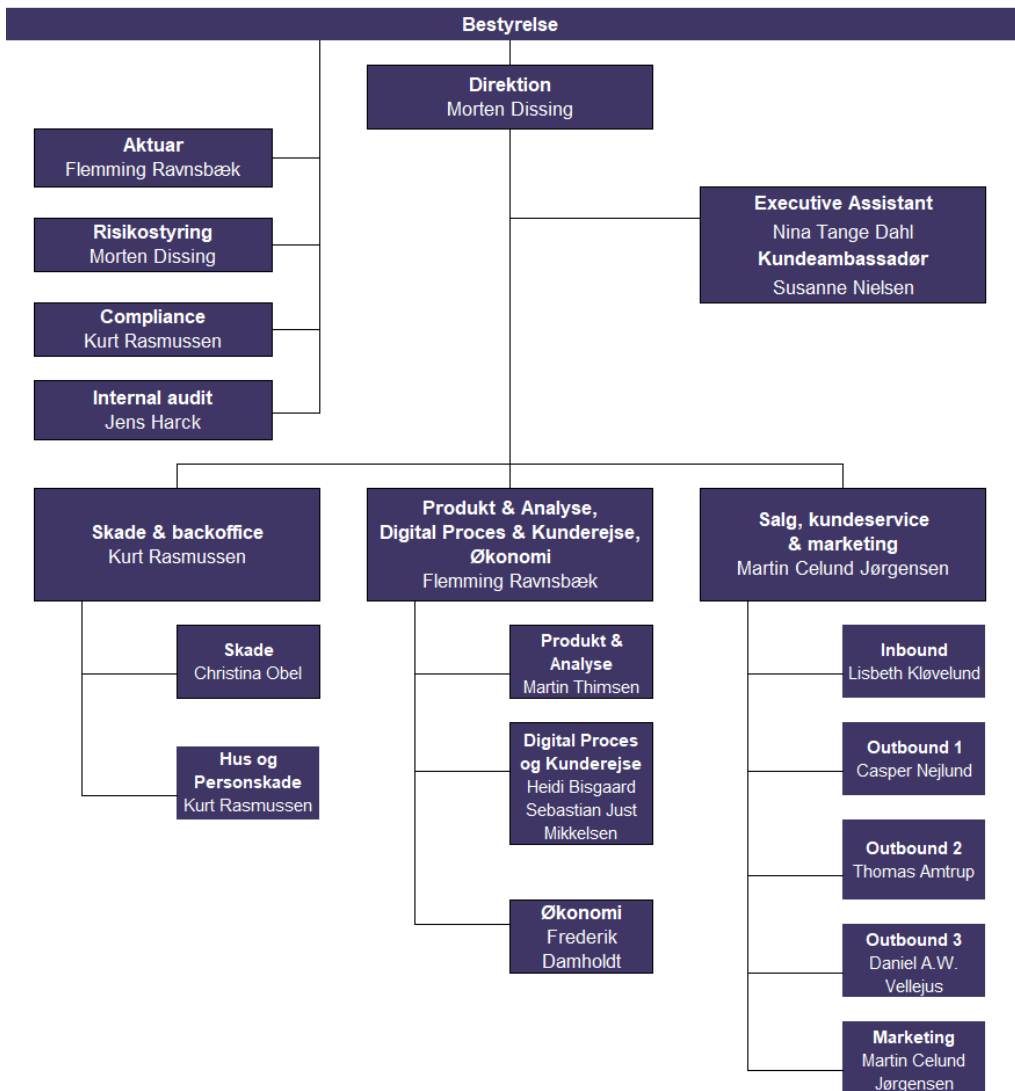 Bestyrelse
Direktion
Morten Dissing
Aktuar
Flemming Ravnsbæk
Risikostyring
Morten Dissing
Compliance
Kurt Rasmussen
Internal audit
Jens Harck
Executive Assistant
Nina Tange Dahl
Kundeambassadør
Susanne Nielsen
Skade & backoffice
Kurt Rasmussen
Skade
Christina Obel
Hus og
Personskade
Kurt Rasmussen
Produkt & Analyse,
Digital Proces & Kunderejse,
Økonomi
Flemming Ravnsbæk
Produkt &
Analyse
Martin Thimsen
Digital Proces
og Kunderejse
Heidi Bisgaard
Sebastian Just
Mikkelsen
Økonomi
Frederik
Damholdt
Salg, kundeservice
& marketing
Martin Celund Jørgensen
Inbound
Lisbeth Kløvelund
Outbound 1
Casper Nejlund
Outbound 2
Thomas Amtrup
Outbound 3
Daniel A.W.
Vellejus
Marketing
Martin Celund
Jørgensen